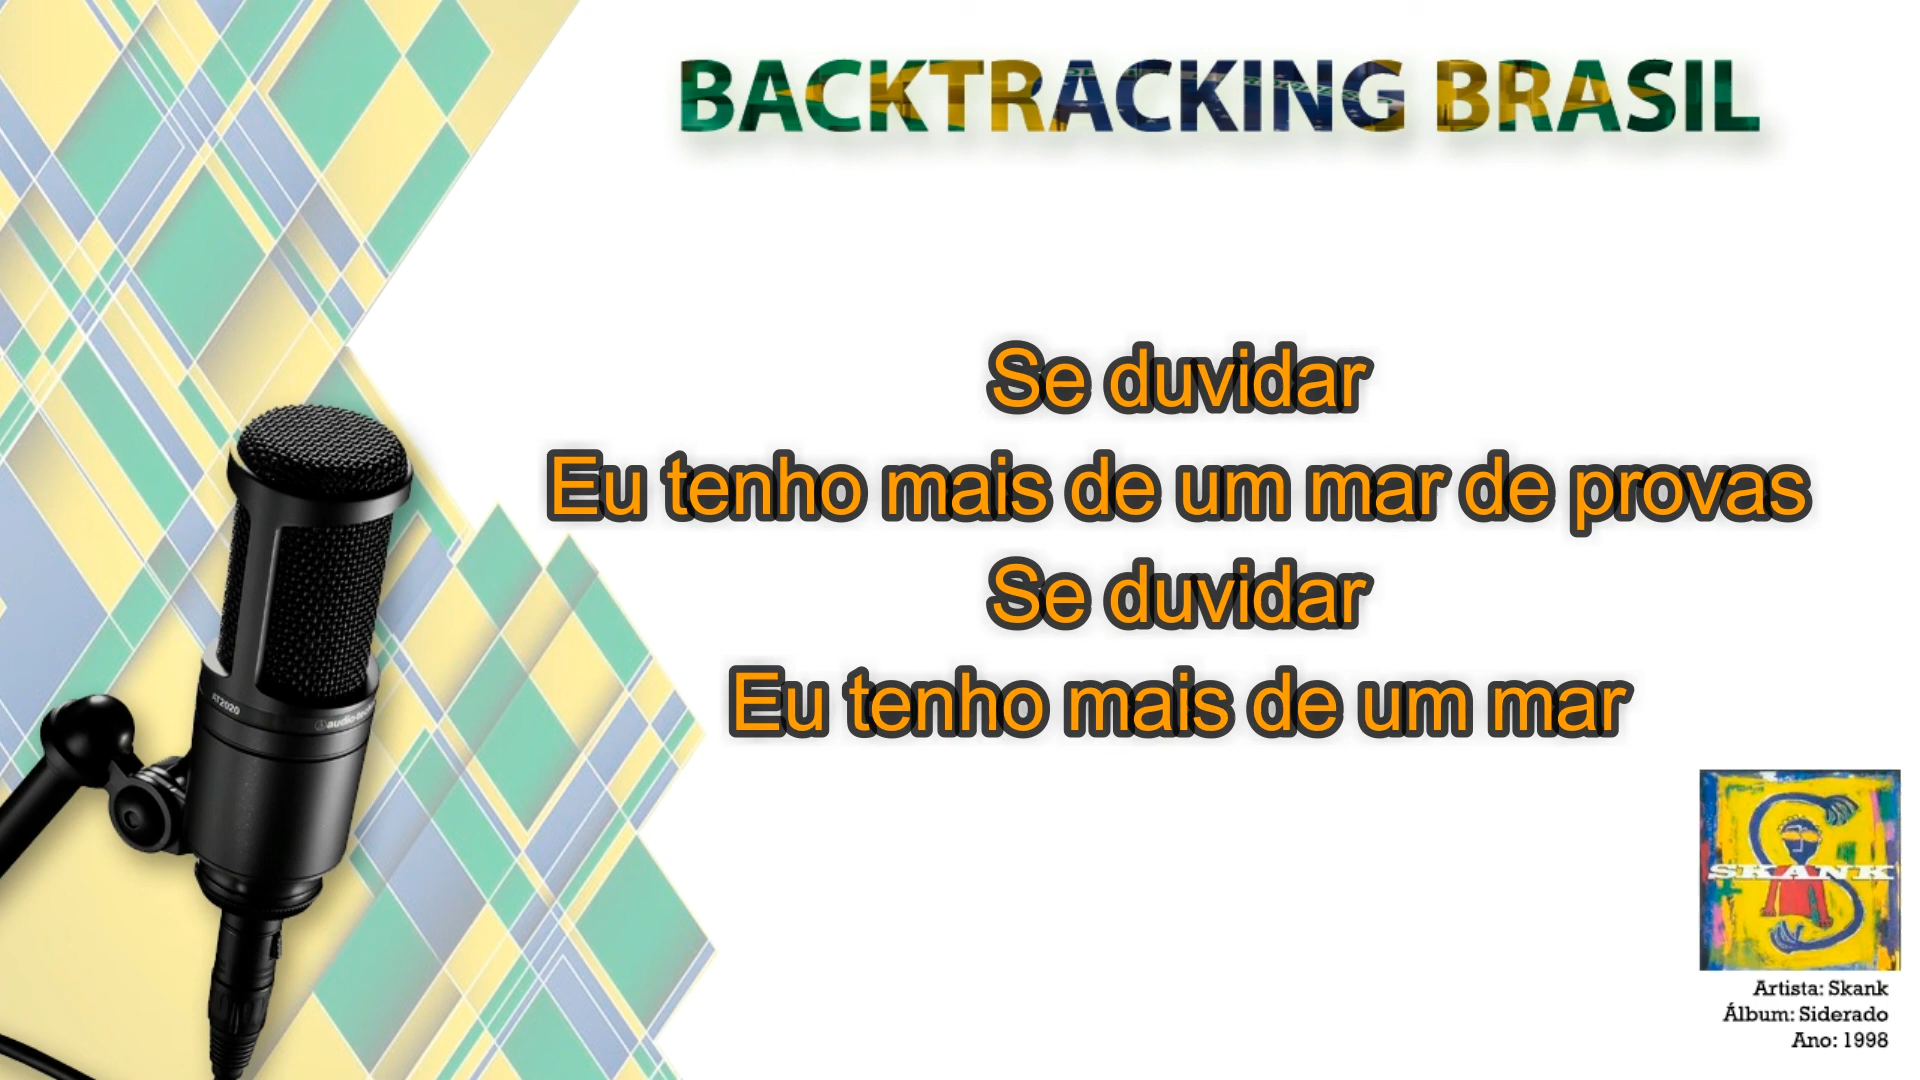 BACKTRACKING BRASIL
Se duvidar
Eu tenho mais de um mar de provas
Se duvidar
Eu tenho mais de um mar
AT2020
SKANK
Artista: Skank
Álbum: Siderado
Ano: 1998